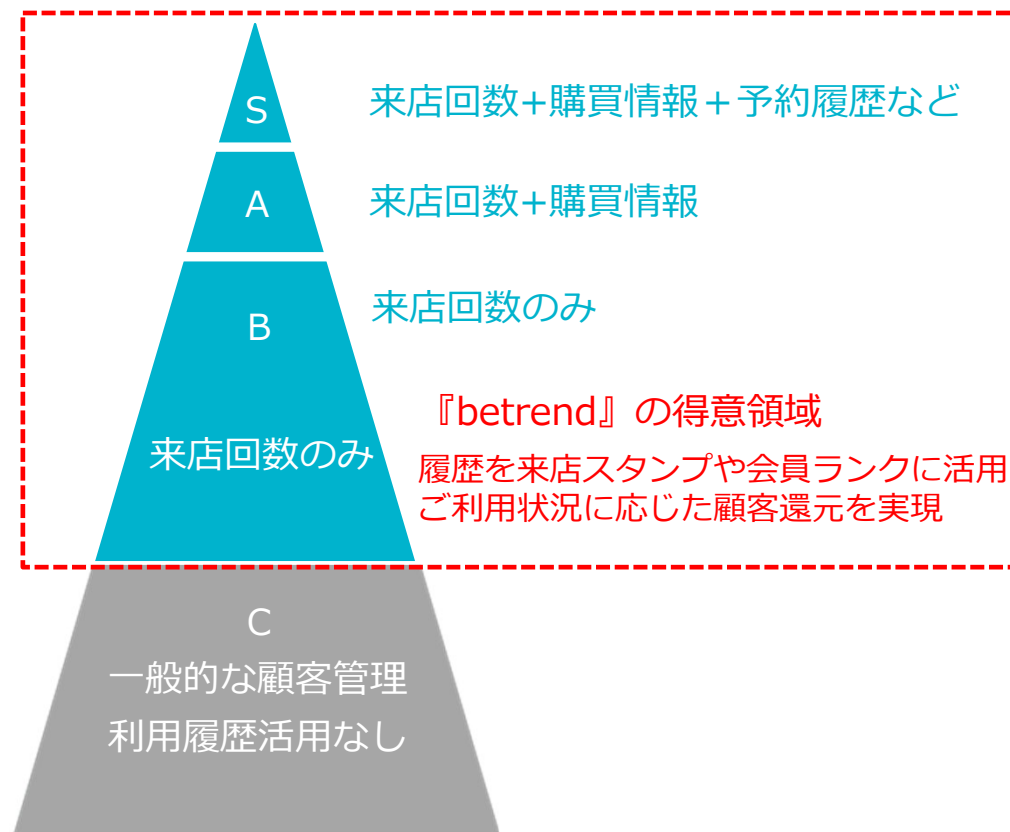 S
来店回数+購買情報＋予約履歴など
A
来店回数+購買情報
B
来店回数のみ
来店回数のみ
『betrend』の得意領域
履歴を来店スタンプや会員ランクに活用
ご利用状況に応じた顧客還元を実現
C
一般的な顧客管理
利用履歴活用なし